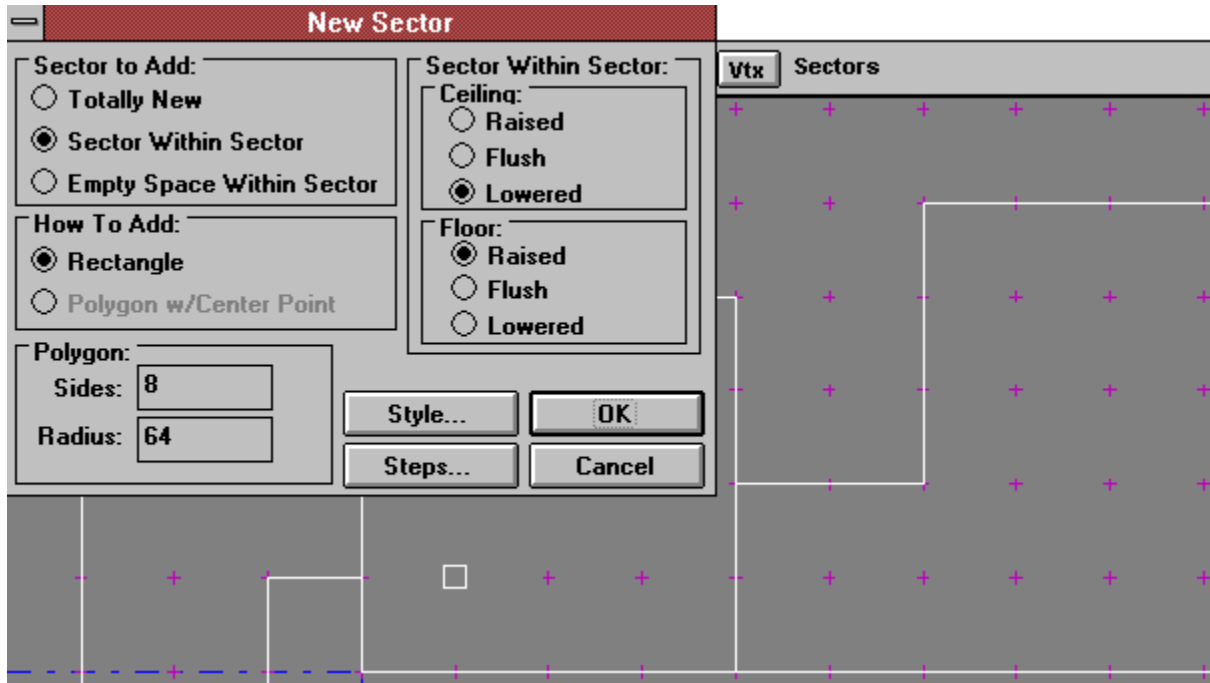 New Sector
Sector to Add:
Totally New
Sector Within Sector
Empty Space Within Sector
How To Add:
Rectangle
Polygon w/Center Point
Polygon:
Sides: 8
Radius: 64
Sector Within Sector:
Ceiling:
Raised
Flush
Lowered
Floor:
Raised
Flush
Lowered
Style... OK
Steps... Cancel
Vtx Sectors